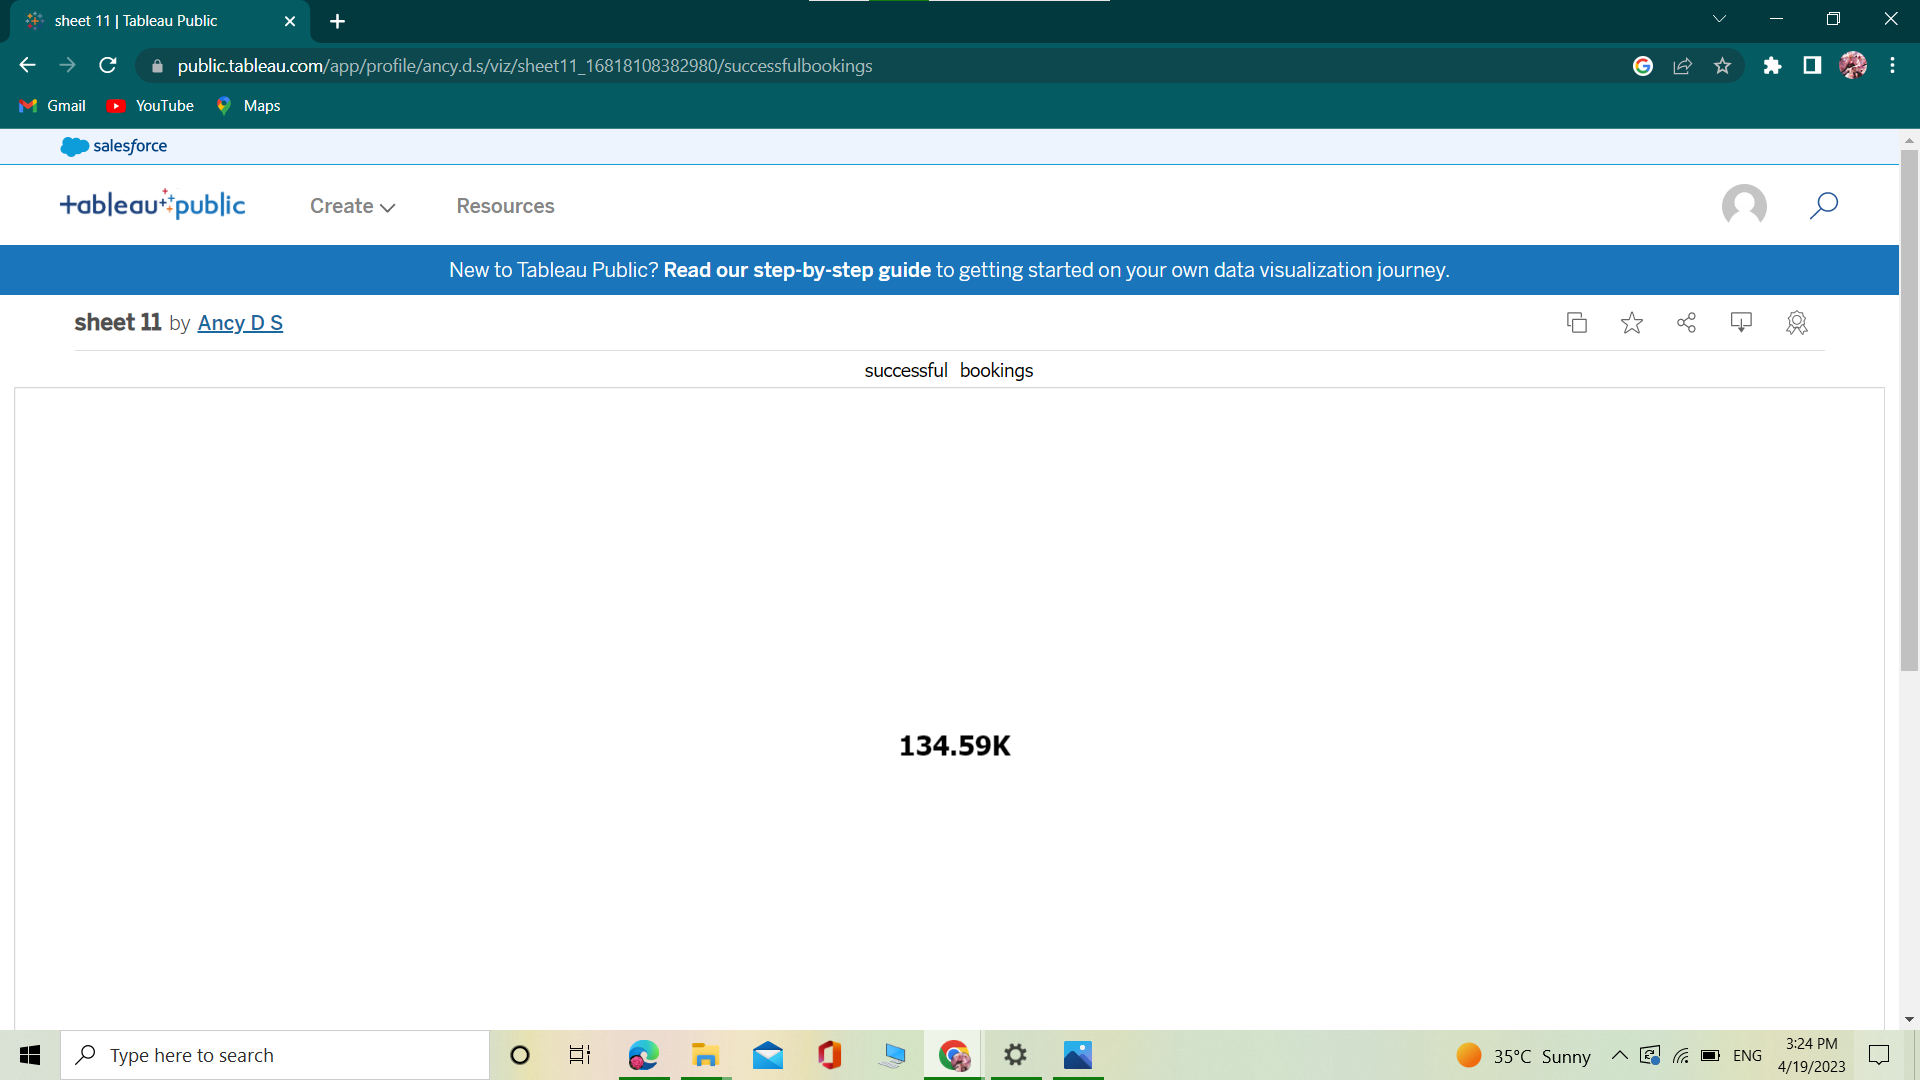 sheet 11 | Tableau Public
public.tableau.com/app/profile/ancy.d.s/viz/sheet11_16818108382980/successfulbookings
Gmail YouTube Maps
salesforce
tableau public Create Resources
New to Tableau Public? Read our step-by-step guide to getting started on your own data visualization journey.
sheet 11 by Ancy D S
successful bookings
134.59K
Type here to search
35°C Sunny
ENG
3:24 PM
4/19/2023